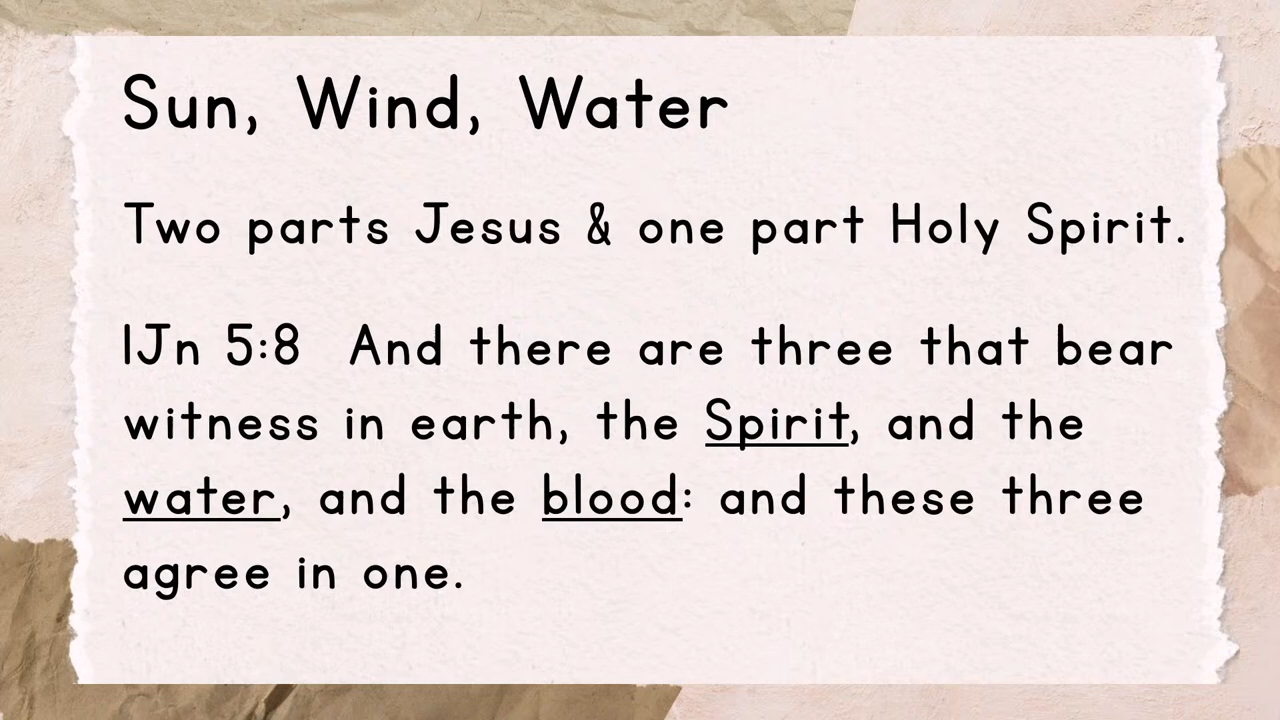 Sun, Wind, Water
Two parts Jesus & one part Holy Spirit.
1Jn 5:8 And there are three that bear
witness in earth, the Spirit, and the
water, and the blood: and these three
agree in one.